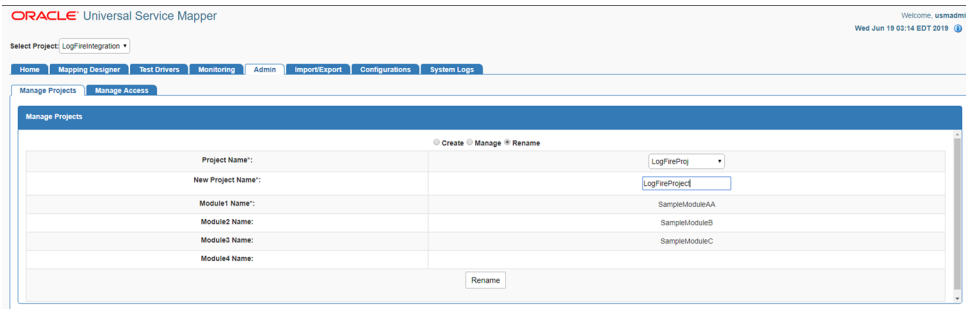 ORACLE® Universal Service Mapper
Welcome, usmadmi
Wed Jun 19 03:14 EDT 2019
Select Project: LogFireIntegration
Home Mapping Designer Test Drivers Monitoring Admin Import/Export Configurations System Logs
Manage Projects Manage Access
Manage Projects
Create Manage Rename
Project Name*: LogFireProj
New Project Name*: LogFireProject
Module1 Name*: SampleModuleAA
Module2 Name: SampleModuleB
Module3 Name: SampleModuleC
Module4 Name:
Rename